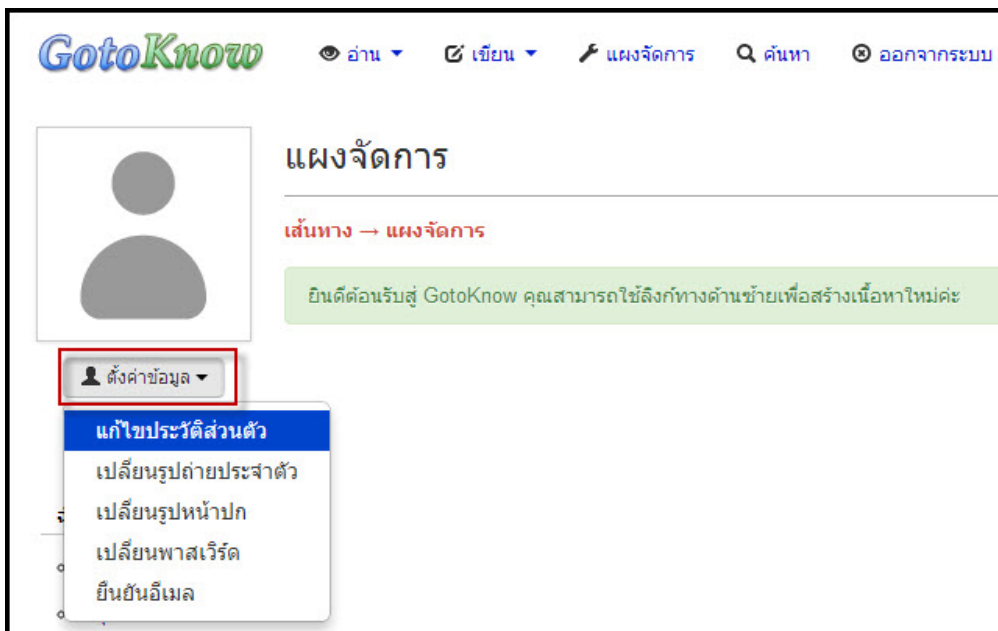 GotoKnow อ่าน เขียน แผงจัดการ ค้นหา ออกจากระบบ
แผงจัดการ
เส้นทาง → แผงจัดการ
ยินดีต้อนรับสู่ GotoKnow คุณสามารถใช้ลิงก์ทางด้านซ้ายเพื่อสร้างเนื้อหาใหม่ค่ะ
ตั้งค่าข้อมูล
แก้ไขประวัติส่วนตัว
เปลี่ยนรูปถ่ายประจำตัว
เปลี่ยนรูปหน้าปก
เปลี่ยนพาสเวิร์ด
ยืนยันอีเมล